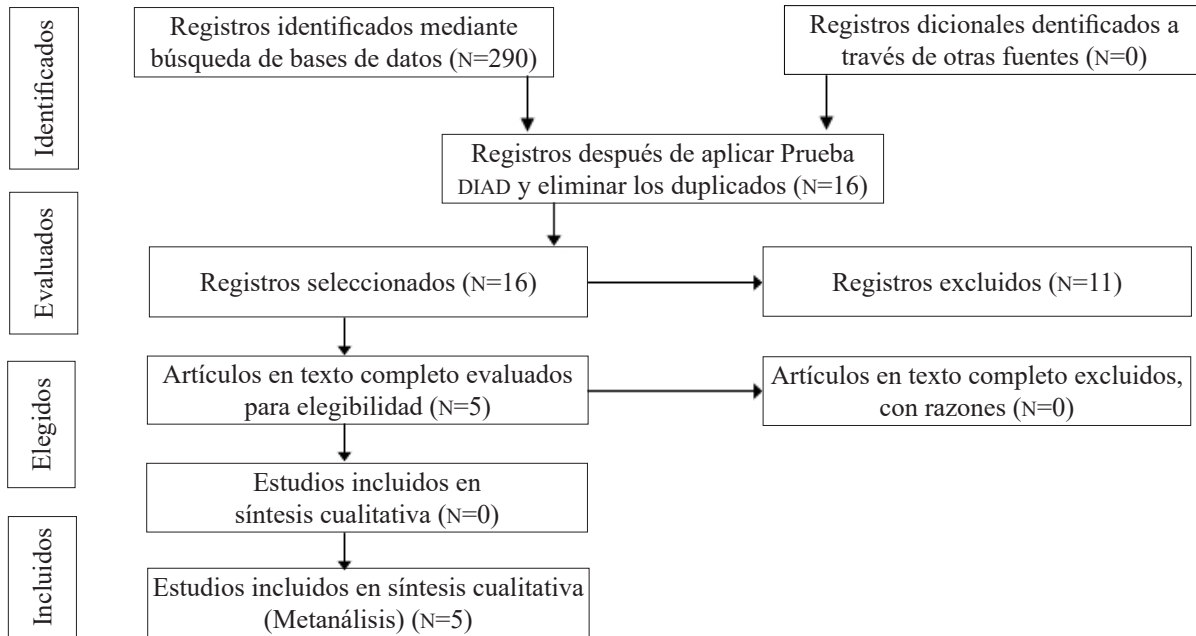 Identificados
Registros identificados mediante
búsqueda de bases de datos (N=290)
Registros dicionales dentificados a
través de otras fuentes (N=0)
Registros después de aplicar Prueba
DIAD y eliminar los duplicados (N=16)
Evaluados
Registros seleccionados (N=16)
Registros excluidos (N=11)
Elegidos
Artículos en texto completo evaluados
para elegibilidad (N=5)
Artículos en texto completo excluidos,
con razones (N=0)
Estudios incluidos en
síntesis cualitativa (N=0)
Incluidos
Estudios incluidos en síntesis cualitativa
(Metanálisis) (N=5)